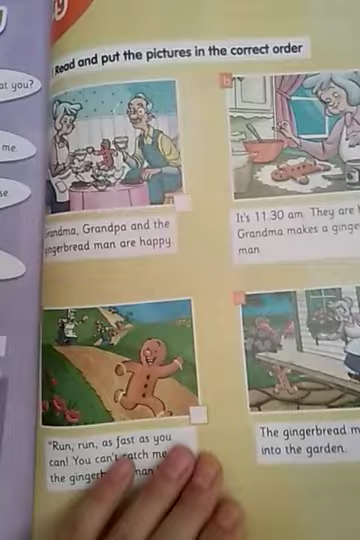 at you?
me.
Read and put the pictures in the correct order
b
Grandma, Grandpa and the
gingerbread man are happy.
It's 11.30 am. They are
Grandma makes a ginge
man
"Run, run, as fast as you
can! You can't catch me
the gingerb man
The gingerbread m
into the garden.